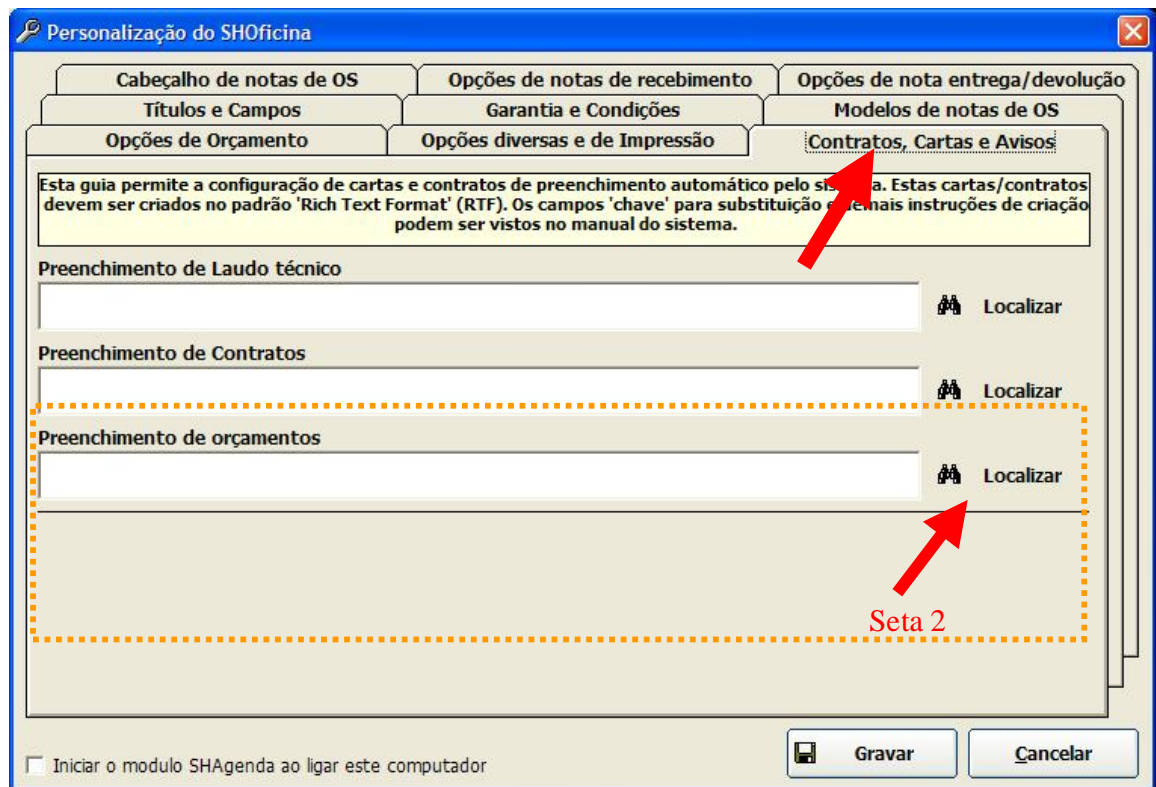 Personalização do SHOficina
Cabeçalho de notas de OS
Opções de notas de recebimento
Opções de nota entrega/devolução
Títulos e Campos
Garantia e Condições
Modelos de notas de OS
Opções de Orçamento
Opções diversas e de Impressão
Contratos, Cartas e Avisos
Esta guia permite a configuração de cartas e contratos de preenchimento automático pelo sistema. Estas cartas/contratos
devem ser criados no padrão 'Rich Text Format' (RTF). Os campos 'chave' para substituição e demais instruções de criação
podem ser vistos no manual do sistema.
Preenchimento de Laudo técnico
Localizar
Preenchimento de Contratos
Localizar
Preenchimento de orçamentos
Localizar
Seta 2
Iniciar o modulo SHAgenda ao ligar este computador
Gravar
Cancelar